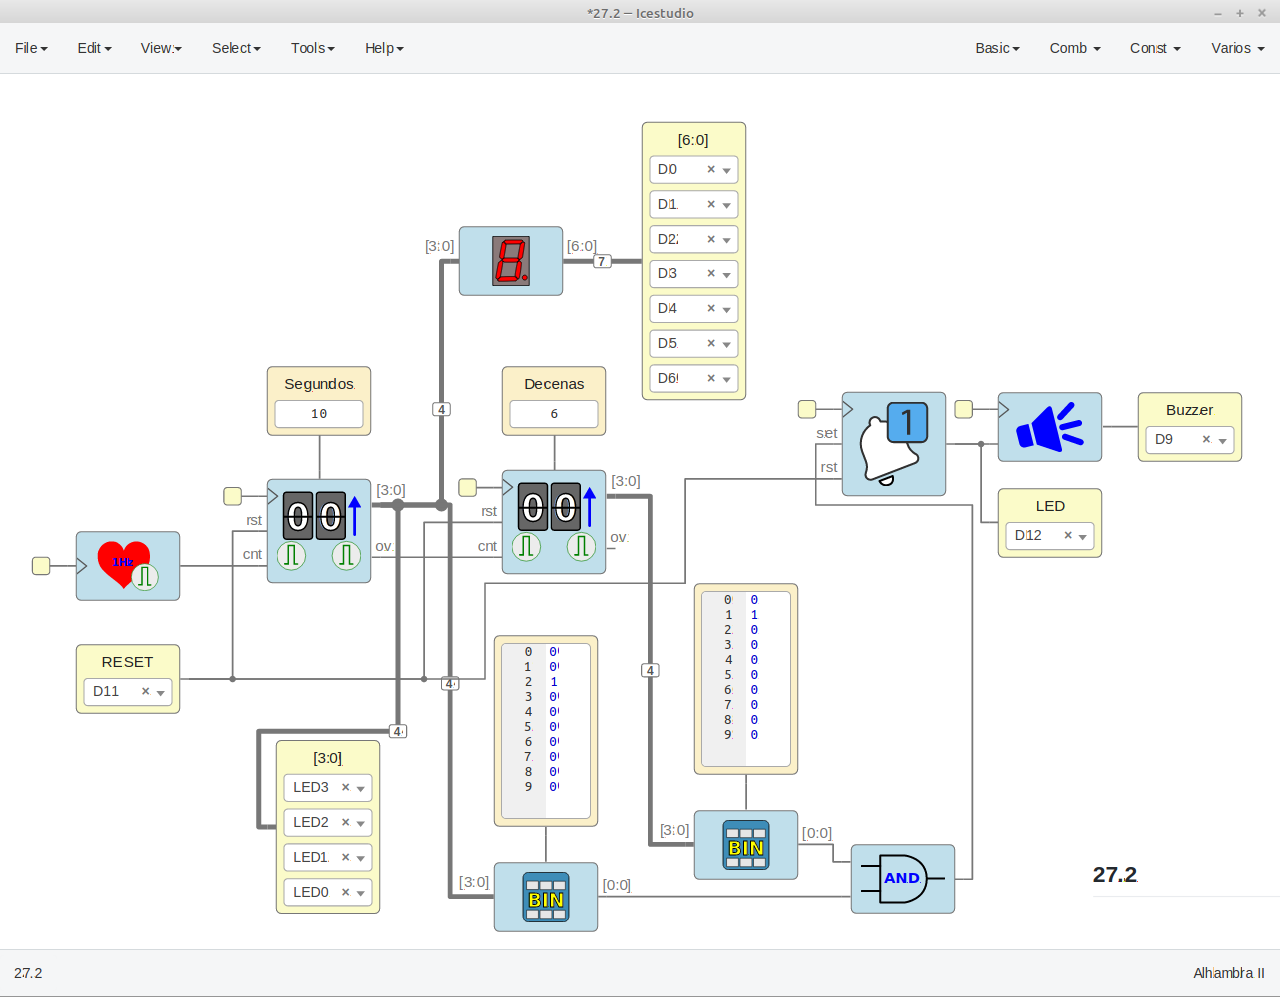 *27.2 – Icestudio
File Edit View Select Tools Help Basic Comb Const Varios
[6:0]
D0
D1
D2
D3
D4
D5
D6
[3:0] [6:0]
7
4
Segundos
10
Decenas
6
[3:0]
rst
cnt
ov
00
1Hz
[3:0]
rst
cnt
ov
00
set
rst
1
Buzzer
D9
LED
D12
RESET
D11
4
4
4
[3:0]
LED3
LED2
LED1
LED0
0 0
1 0
2 1
3 0
4 0
5 0
6 0
7 0
8 0
9 0
0 0
1 1
2 0
3 0
4 0
5 0
6 0
7 0
8 0
9 0
[3:0] BIN [0:0]
[3:0] BIN [0:0]
AND
27.2
27.2 Alhambra II